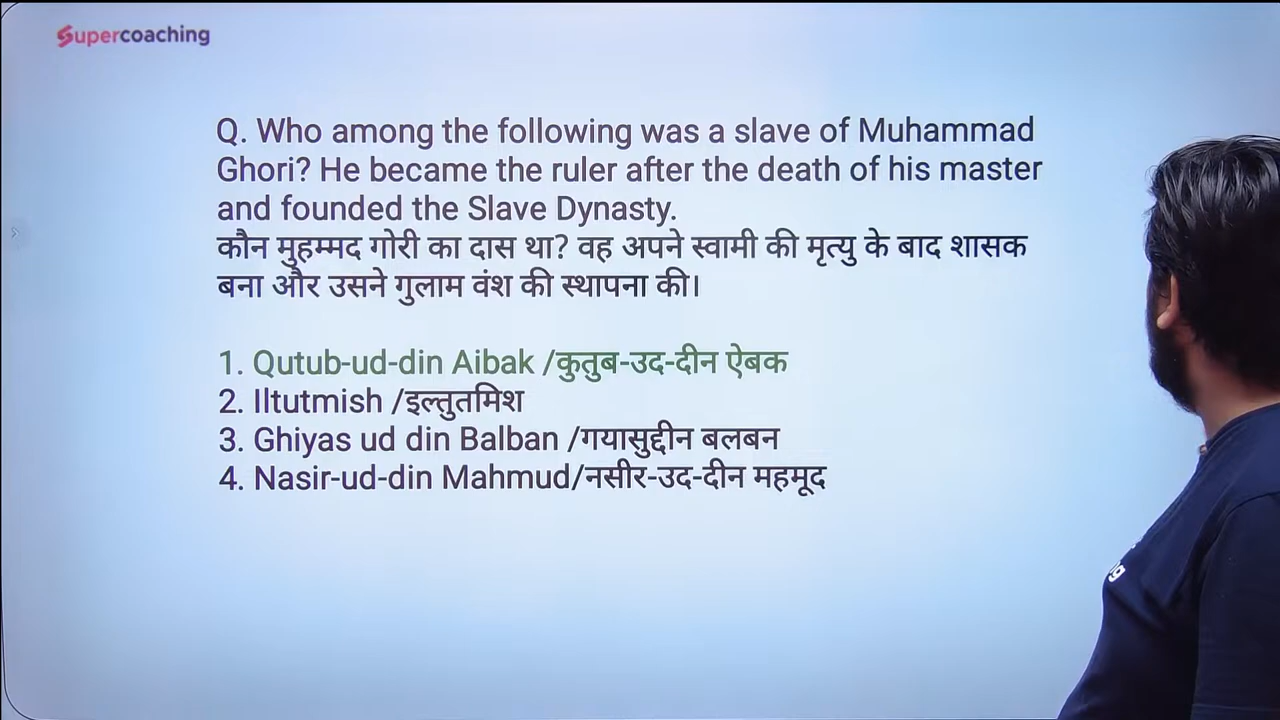 Supercoaching
Q. Who among the following was a slave of Muhammad
Ghori? He became the ruler after the death of his master
and founded the Slave Dynasty.
कौन मुहम्मद गोरी का दास था? वह अपने स्वामी की मृत्यु के बाद शासक
बना और उसने गुलाम वंश की स्थापना की।
1. Qutub-ud-din Aibak /कुतुब-उद-दीन ऐबक
2. Iltutmish /इल्तुतमिश
3. Ghiyas ud din Balban /गयासुद्दीन बलबन
4. Nasir-ud-din Mahmud/नसीर-उद-दीन महमूद